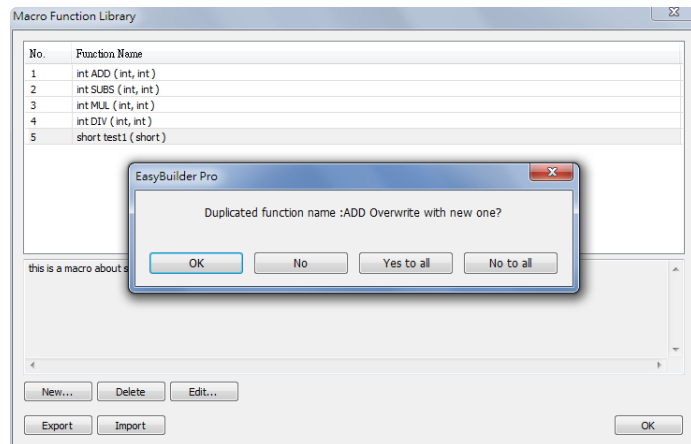 Macro Function Library
No. Function Name
1 int ADD ( int, int )
2 int SUBS ( int, int )
3 int MUL ( int, int )
4 int DIV ( int, int )
5 short test1 ( short )
EasyBuilder Pro
Duplicated function name :ADD Overwrite with new one?
OK No Yes to all No to all
this is a macro about s
New... Delete Edit...
Export Import OK